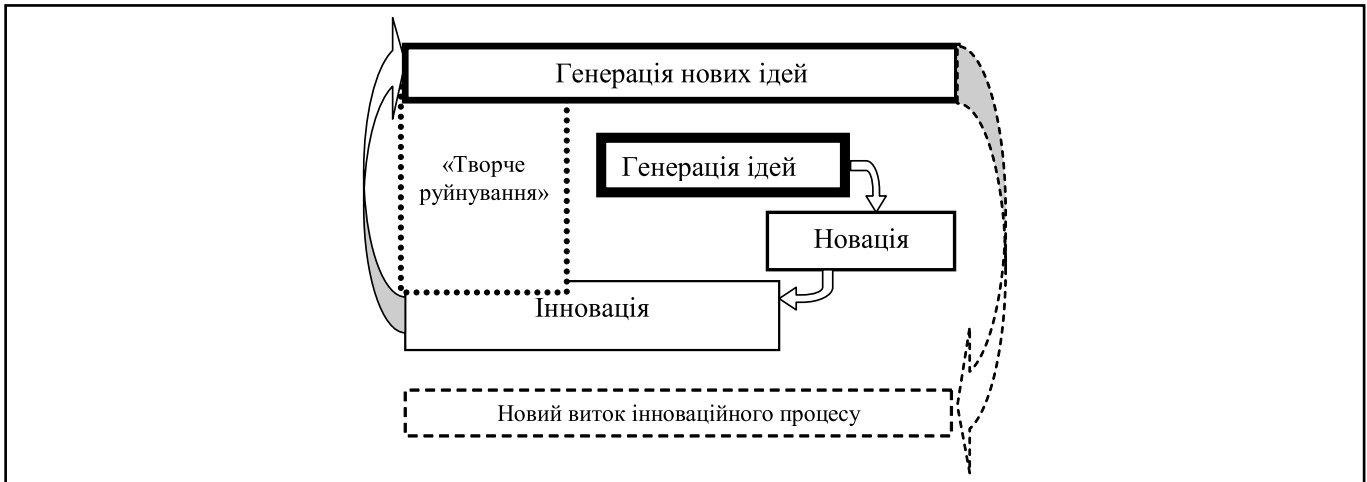 Генерація нових ідей
«Творче
руйнування»
Генерація ідей
Новація
Інновація
Новий виток інноваційного процесу